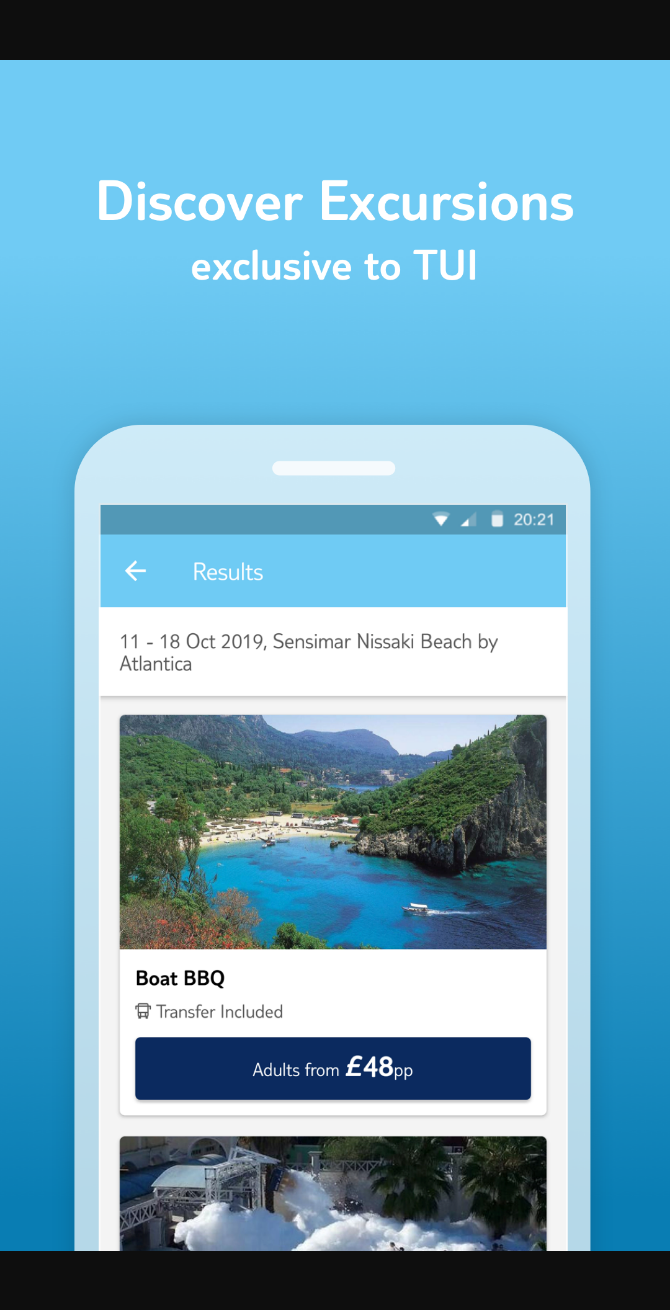 Discover Excursions
exclusive to TUI
20:21
Results
11 - 18 Oct 2019, Sensimar Nissaki Beach by
Atlantica
Boat BBQ
Transfer Included
Adults from £48pp